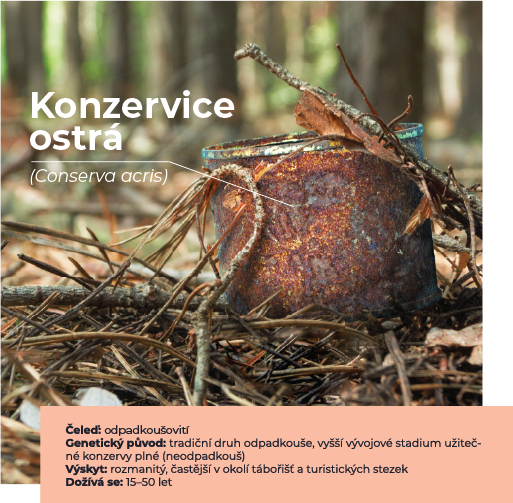 Konzervice
ostrá
(Conserva acris)
Čeleď: odpadkoušovití
Genetický původ: tradiční druh odpadkouše, vyšší vývojové stadium užiteč-
né konzervy plné (neodpadkouš)
Výskyt: rozmanitý, častější v okolí tábořišť a turistických stezek
Dožívá se: 15–50 let